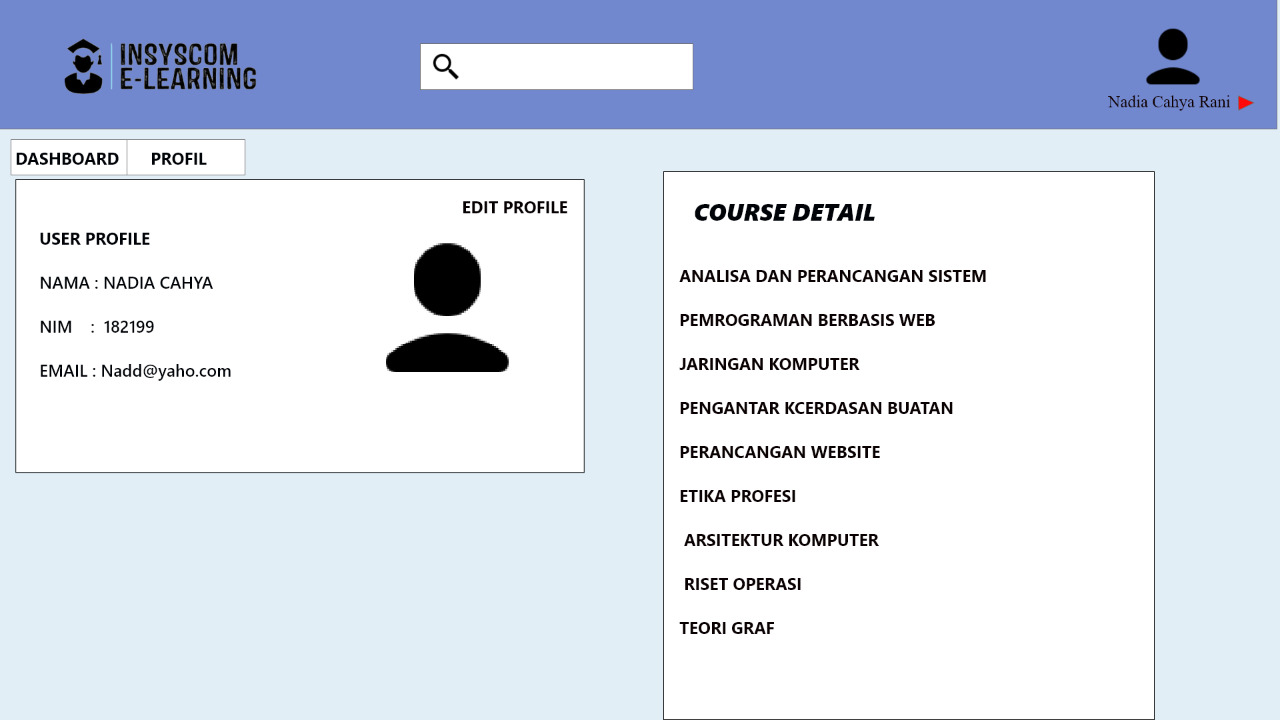 INSYSCOM
E-LEARNING
Nadia Cahya Rani
DASHBOARD
PROFIL
EDIT PROFILE
USER PROFILE
NAMA : NADIA CAHYA
NIM : 182199
EMAIL : Nadd@yaho.com
COURSE DETAIL
ANALISA DAN PERANCANGAN SISTEM
PEMROGRAMAN BERBASIS WEB
JARINGAN KOMPUTER
PENGANTAR KCERDASAN BUATAN
PERANCANGAN WEBSITE
ETIKA PROFESI
ARSITEKTUR KOMPUTER
RISET OPERASI
TEORI GRAF